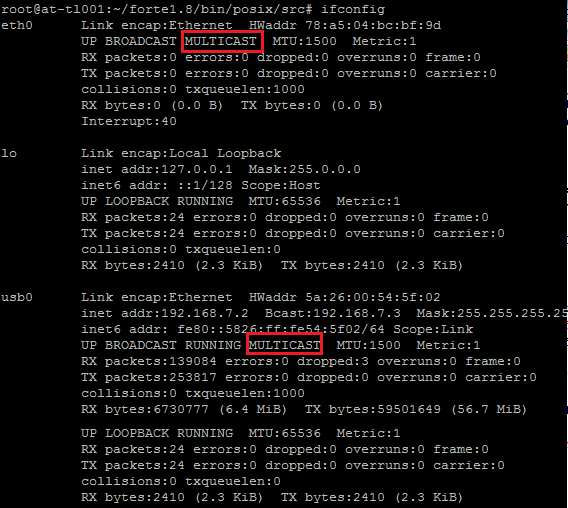 root@at-tl001:~/forte1.8/bin/posix/src# ifconfig
eth0 Link encap:Ethernet HWaddr 78:a5:04:bc:bf:9d
UP BROADCAST MULTICAST MTU:1500 Metric:1
RX packets:0 errors:0 dropped:0 overruns:0 frame:0
TX packets:0 errors:0 dropped:0 overruns:0 carrier:0
collisions:0 txqueuelen:1000
RX bytes:0 (0.0 B) TX bytes:0 (0.0 B)
Interrupt:40
lo Link encap:Local Loopback
inet addr:127.0.0.1 Mask:255.0.0.0
inet6 addr: ::1/128 Scope:Host
UP LOOPBACK RUNNING MTU:65536 Metric:1
RX packets:24 errors:0 dropped:0 overruns:0 frame:0
TX packets:24 errors:0 dropped:0 overruns:0 carrier:0
collisions:0 txqueuelen:0
RX bytes:2410 (2.3 KiB) TX bytes:2410 (2.3 KiB)
usb0 Link encap:Ethernet HWaddr 5a:26:00:54:5f:02
inet addr:192.168.7.2 Bcast:192.168.7.3 Mask:255.255.255.25
inet6 addr: fe80::5826:ff:fe54:5f02/64 Scope:Link
UP BROADCAST RUNNING MULTICAST MTU:1500 Metric:1
RX packets:139084 errors:0 dropped:3 overruns:0 frame:0
TX packets:253817 errors:0 dropped:0 overruns:0 carrier:0
collisions:0 txqueuelen:1000
RX bytes:6730777 (6.4 MiB) TX bytes:59501649 (56.7 MiB)
UP LOOPBACK RUNNING MTU:65536 Metric:1
RX packets:24 errors:0 dropped:0 overruns:0 frame:0
TX packets:24 errors:0 dropped:0 overruns:0 carrier:0
collisions:0 txqueuelen:0
RX bytes:2410 (2.3 KiB) TX bytes:2410 (2.3 KiB)